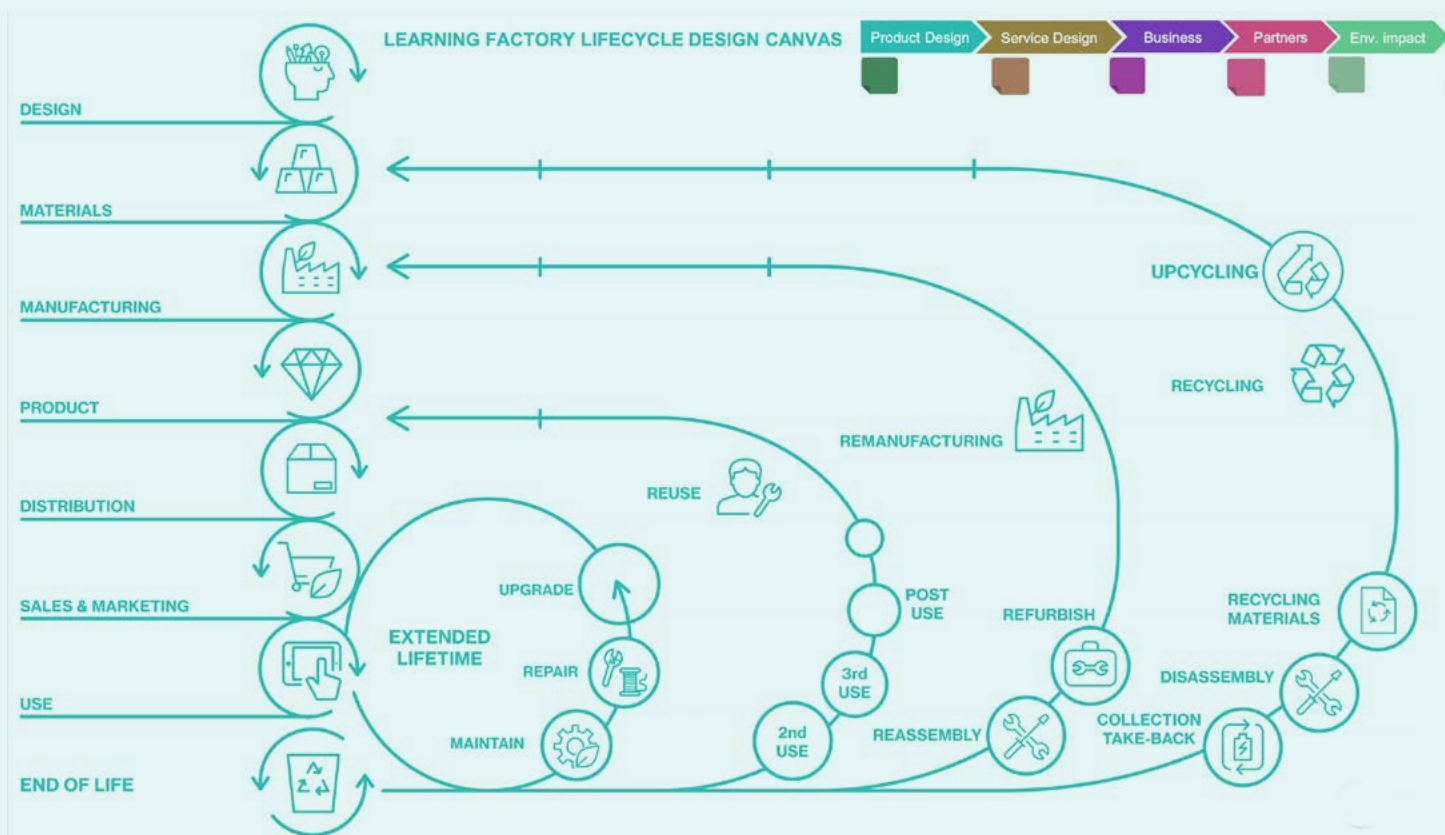 LEARNING FACTORY LIFECYCLE DESIGN CANVAS
Product Design
Service Design
Business
Partners
Env. impact
DESIGN
MATERIALS
MANUFACTURING
PRODUCT
DISTRIBUTION
SALES & MARKETING
USE
END OF LIFE
EXTENDED
LIFETIME
UPGRADE
REPAIR
MAINTAIN
REUSE
POST
USE
3rd
USE
2nd
USE
REMANUFACTURING
REFURBISH
REASSEMBLY
UPCYCLING
RECYCLING
RECYCLING
MATERIALS
DISASSEMBLY
COLLECTION
TAKE-BACK